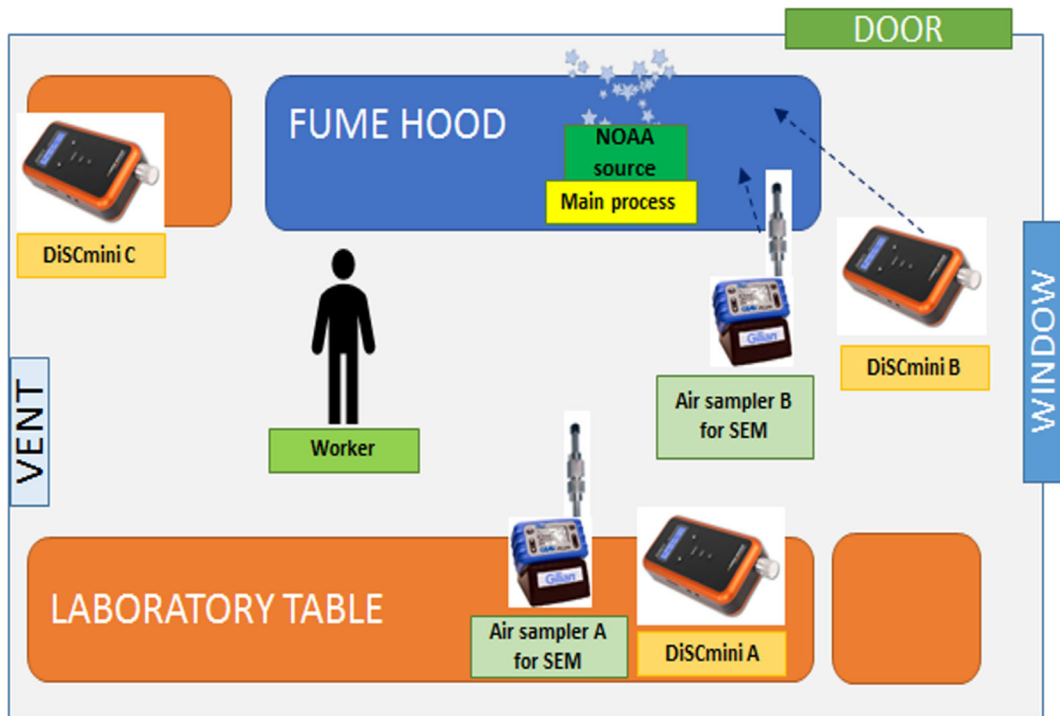 DOOR
FUME HOOD
NOAA
source
Main process
DiSCmini C
DiSCmini B
WINDOW
Air sampler B
for SEM
VENT
Worker
Gilian
Gilian
LABORATORY TABLE
Air sampler A
for SEM
DiSCmini A